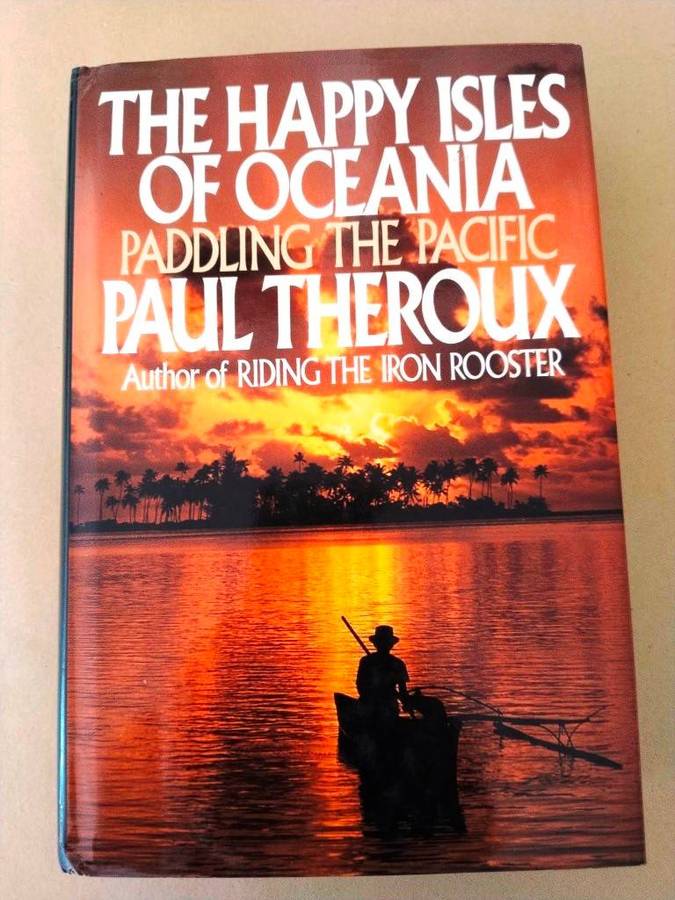 THE HAPPY ISLES
OF OCEANIA
PADDLING THE PACIFIC
PAUL THEROUX
Author of RIDING THE IRON ROOSTER